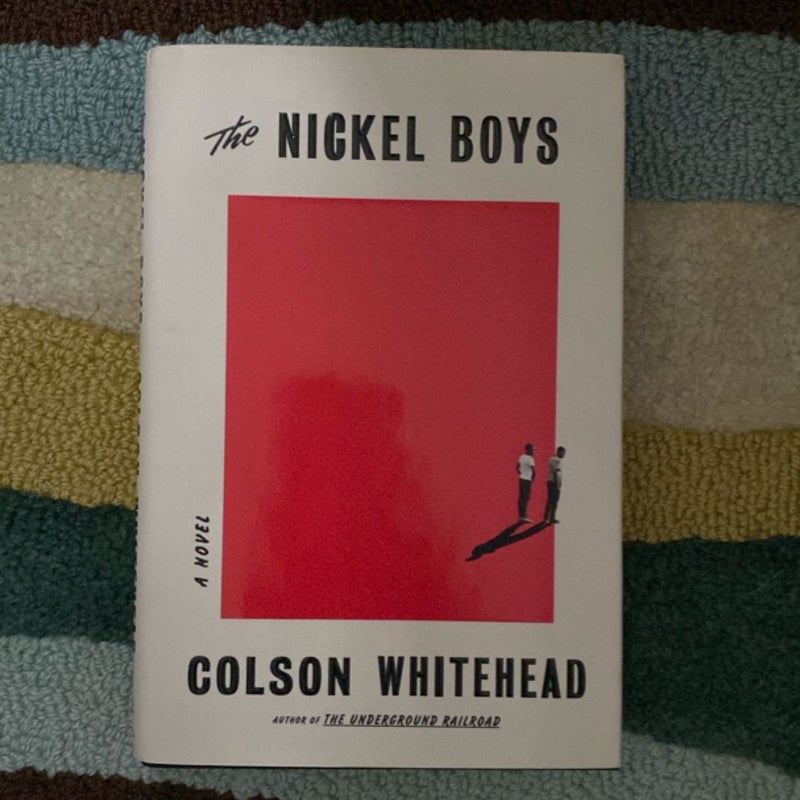 The NICKEL BOYS
A NOVEL
COLSON WHITEHEAD
AUTHOR OF THE UNDERGROUND RAILROAD